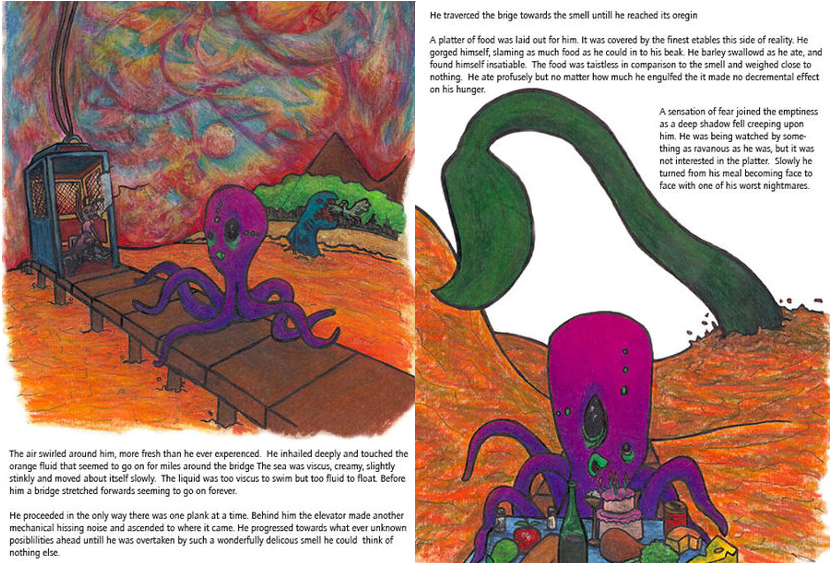 The air swirled around him, more fresh than he ever experenced.  He inhailed deeply and touched the
orange fluid that seemed to go on for miles around the bridge The sea was viscus, creamy, slightly
stinkly and moved about itself slowly.  The liquid was too viscus to swim but too fluid to float. Before
him a bridge stretched forwards seeming to go on forever.
He proceeded in the only way there was one plank at a time. Behind him the elevator made another
mechanical hissing noise and ascended to where it came. He progressed towards what ever unknown
posiblilities ahead untill he was overtaken by such a wonderfully delicous smell he could  think of
nothing else.
He traverced the brige towards the smell untill he reached its oregin
A platter of food was laid out for him. It was covered by the finest etables this side of reality. He
gorged himself, slaming as much food as he could in to his beak. He barley swallowd as he ate, and
found himself insatiable.  The food was taistless in comparison to the smell and weighed close to
nothing.  He ate profusely but no matter how much he engulfed the it made no decremental effect
on his hunger.
A sensation of fear joined the emptiness
as a deep shadow fell creeping upon
him. He was being watched by some-
thing as ravanous as he was, but it was
not interested in the platter.  Slowly he
turned from his meal becoming face to
face with one of his worst nightmares.